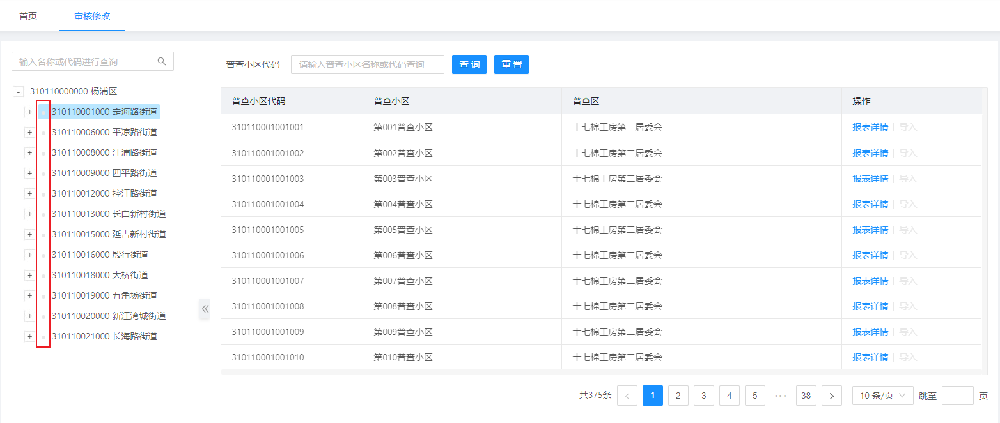 首页 审核修改
输入名称或代码进行查询
- 310110000000 杨浦区
+ 310110001000 定海路街道
+ 310110006000 平凉路街道
+ 310110008000 江浦路街道
+ 310110009000 四平路街道
+ 310110012000 控江路街道
+ 310110013000 长白新村街道
+ 310110015000 延吉新村街道
+ 310110016000 殷行街道
+ 310110018000 大桥街道
+ 310110019000 五角场街道
+ 310110020000 新江湾城街道
+ 310110021000 长海路街道
普查小区代码 请输入普查小区名称或代码查询 查 询 重 置
普查小区代码 普查小区 普查区 操作
310110001001001 第001普查小区 十七棉工房第二居委会 报表详情 导入
310110001001002 第002普查小区 十七棉工房第二居委会 报表详情 导入
310110001001003 第003普查小区 十七棉工房第二居委会 报表详情 导入
310110001001004 第004普查小区 十七棉工房第二居委会 报表详情 导入
310110001001005 第005普查小区 十七棉工房第二居委会 报表详情 导入
310110001001006 第006普查小区 十七棉工房第二居委会 报表详情 导入
310110001001007 第007普查小区 十七棉工房第二居委会 报表详情 导入
310110001001008 第008普查小区 十七棉工房第二居委会 报表详情 导入
310110001001009 第009普查小区 十七棉工房第二居委会 报表详情 导入
310110001001010 第010普查小区 十七棉工房第二居委会 报表详情 导入
共375条 < 1 2 3 4 5 ••• 38 > 10 条/页 跳至 页